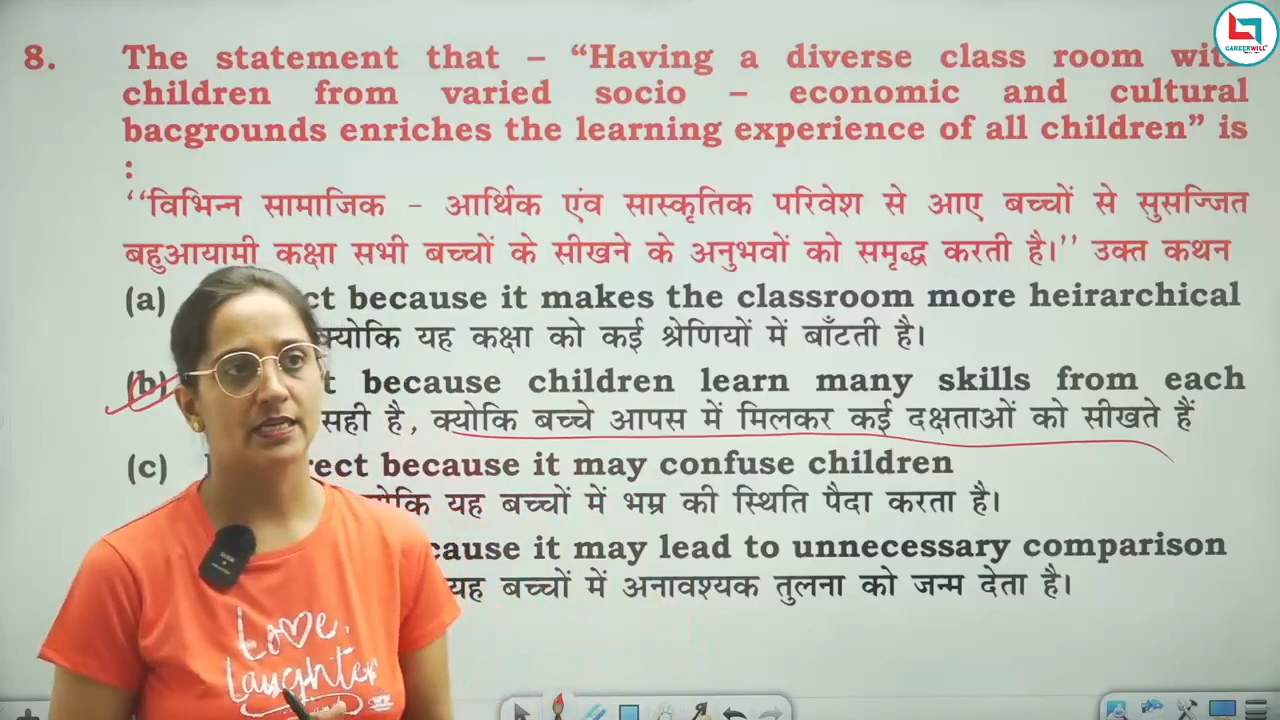 CAREERWILL
8. The statement that – “Having a diverse class room with
children from varied socio – economic and cultural
bacgrounds enriches the learning experience of all children” is
:
‘‘विभिन्न सामाजिक - आर्थिक एंव सास्कृतिक परिवेश से आए बच्चों से सुसज्जित
बहुआयामी कक्षा सभी बच्चों के सीखने के अनुभवों को समृद्ध करती है।’’ उक्त कथन
(a) because it makes the classroom more heirarchical
क्योकि यह कक्षा को कई श्रेणियों में बाँटती है।
(b) because children learn many skills from each
सही है, क्योकि बच्चे आपस में मिलकर कई दक्षताओं को सीखते हैं
(c) because it may confuse children
यह बच्चों में भम्र की स्थिति पैदा करता है।
it may lead to unnecessary comparison
यह बच्चों में अनावश्यक तुलना को जन्म देता है।
Love,
Laughter